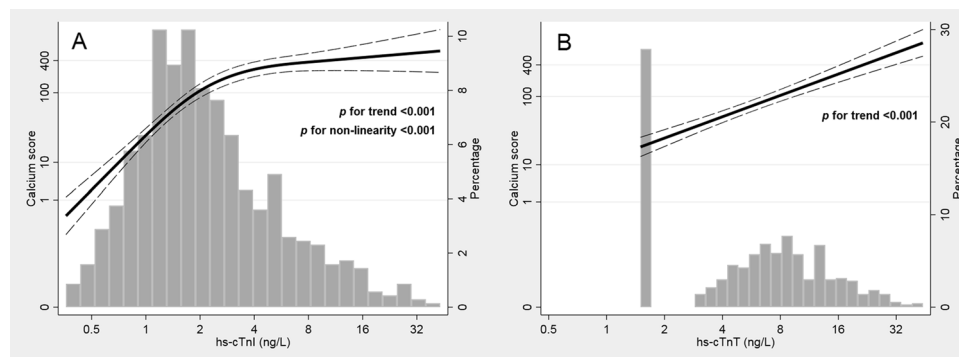 A
400
100
10
1
0
Calcium score
p for trend <0.001
p for non-linearity <0.001
10
8
6
4
2
0
Percentage
0.5 1 2 4 8 16 32
hs-cTnI (ng/L)
B
400
100
10
1
0
Calcium score
p for trend <0.001
30
20
10
0
Percentage
0.5 1 2 4 8 16 32
hs-cTnT (ng/L)